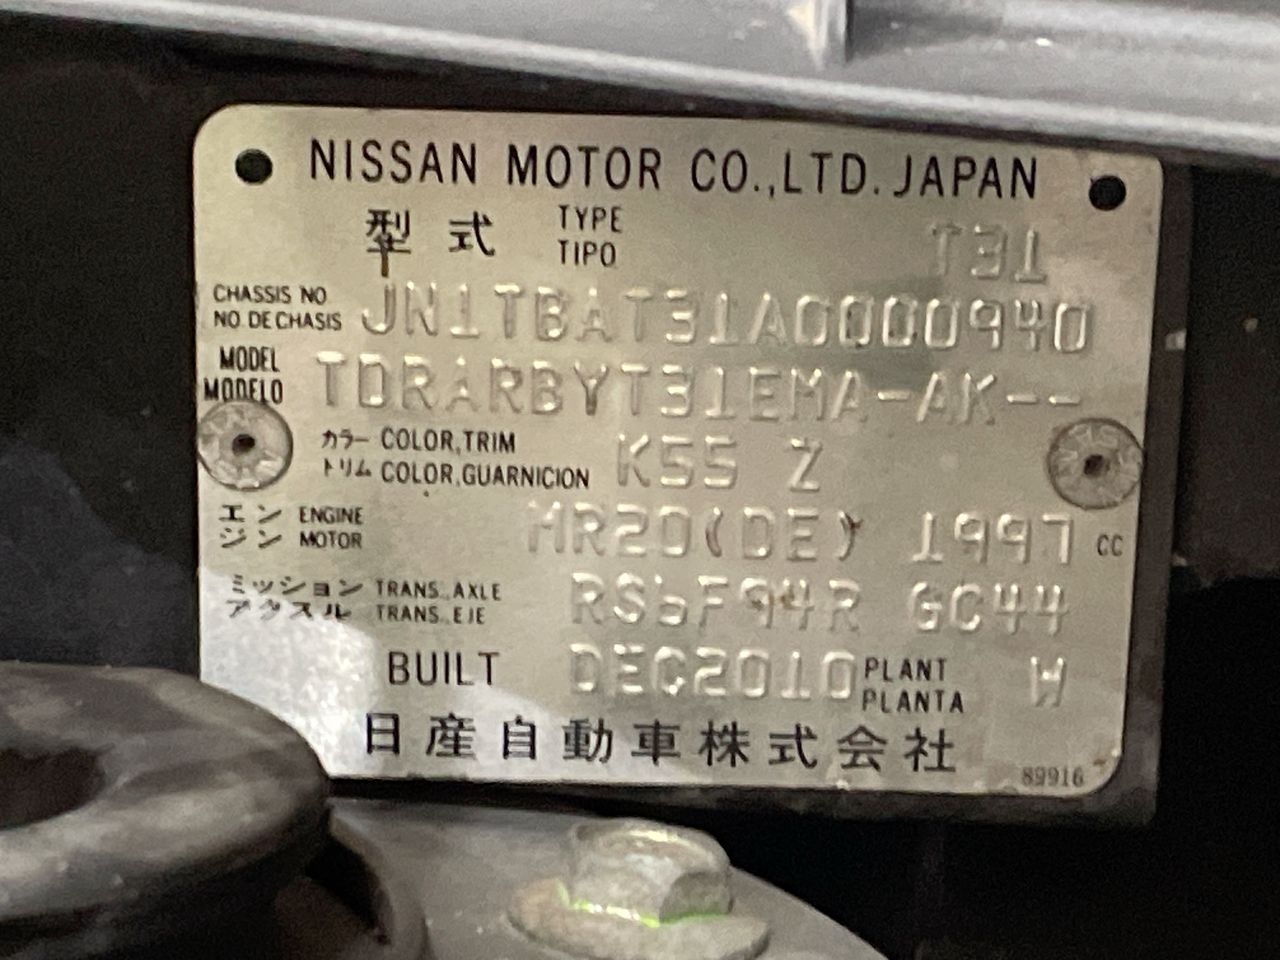 NISSAN MOTOR CO.,LTD. JAPAN
型式 TYPE TIPO T31
CHASSIS NO
NO. DE CHASIS JN1TBAT31A0000940
MODEL
MODELO TDRARBYT31EMA-AK--
カラー COLOR,TRIM
トリム COLOR,GUARNICION K55 Z
エンジン ENGINE MOTOR MR20(DE) 1997 CC
ミッション TRANS.,AXLE
アクスル TRANS.,EJE RS6F94R GC44
BUILT DEC2010 PLANT PLANTA W
日産自動車株式会社
89916